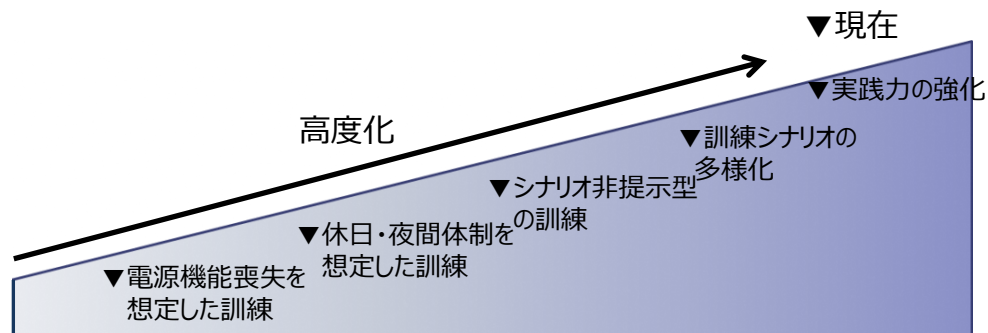 ▼現在
▼実践力の強化
高度化
▼訓練シナリオの
多様化
▼シナリオ非提示型
の訓練
▼休日・夜間体制を
想定した訓練
▼電源機能喪失を
想定した訓練